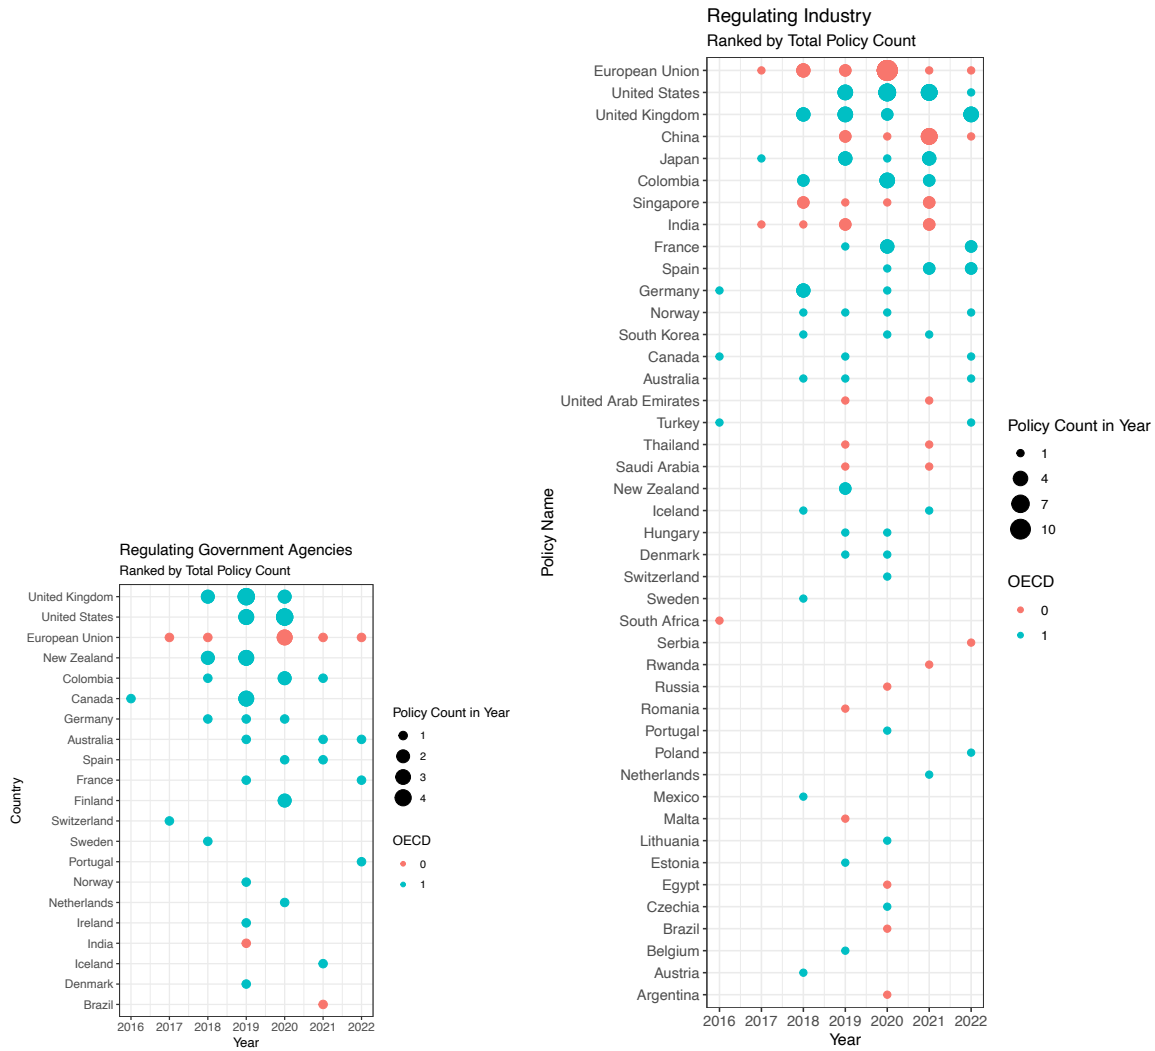 Regulating Industry
Ranked by Total Policy Count
Policy Name
European Union
United States
United Kingdom
China
Japan
Colombia
Singapore
India
France
Spain
Germany
Norway
South Korea
Canada
Australia
United Arab Emirates
Turkey
Thailand
Saudi Arabia
New Zealand
Iceland
Hungary
Denmark
Switzerland
Sweden
South Africa
Serbia
Rwanda
Russia
Romania
Portugal
Poland
Netherlands
Mexico
Malta
Lithuania
Estonia
Egypt
Czechia
Brazil
Belgium
Austria
Argentina
2016 2017 2018 2019 2020 2021 2022
Year
Policy Count in Year
1
4
7
10
OECD
0
1
Regulating Government Agencies
Ranked by Total Policy Count
Country
United Kingdom
United States
European Union
New Zealand
Colombia
Canada
Germany
Australia
Spain
France
Finland
Switzerland
Sweden
Portugal
Norway
Netherlands
Ireland
India
Iceland
Denmark
Brazil
2016 2017 2018 2019 2020 2021 2022
Year
Policy Count in Year
1
2
3
4
OECD
0
1